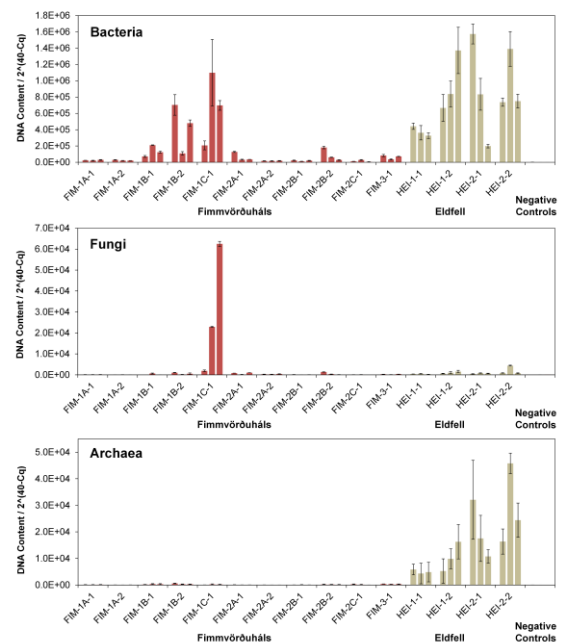 Bacteria
DNA Content / 2^(40-Cq)
1.8E+06
1.6E+06
1.4E+06
1.2E+06
1.0E+06
8.0E+05
6.0E+05
4.0E+05
2.0E+05
0.0E+00
FIM-1A-1 FIM-1A-2 FIM-1B-1 FIM-1B-2 FIM-1C-1 FIM-2A-1 FIM-2A-2 FIM-2B-1 FIM-2B-2 FIM-2C-1 FIM-3-1 HEI-1-1 HEI-1-2 HEI-2-1 HEI-2-2
Fimmvörðuháls Eldfell Negative
Controls
Fungi
DNA Content / 2^(40-Cq)
7.0E+04
6.0E+04
5.0E+04
4.0E+04
3.0E+04
2.0E+04
1.0E+04
0.0E+00
FIM-1A-1 FIM-1A-2 FIM-1B-1 FIM-1B-2 FIM-1C-1 FIM-2A-1 FIM-2A-2 FIM-2B-1 FIM-2B-2 FIM-2C-1 FIM-3-1 HEI-1-1 HEI-1-2 HEI-2-1 HEI-2-2
Fimmvörðuháls Eldfell Negative
Controls
Archaea
DNA Content / 2^(40-Cq)
5.0E+04
4.0E+04
3.0E+04
2.0E+04
1.0E+04
0.0E+00
FIM-1A-1 FIM-1A-2 FIM-1B-1 FIM-1B-2 FIM-1C-1 FIM-2A-1 FIM-2A-2 FIM-2B-1 FIM-2B-2 FIM-2C-1 FIM-3-1 HEI-1-1 HEI-1-2 HEI-2-1 HEI-2-2
Fimmvörðuháls Eldfell Negative
Controls